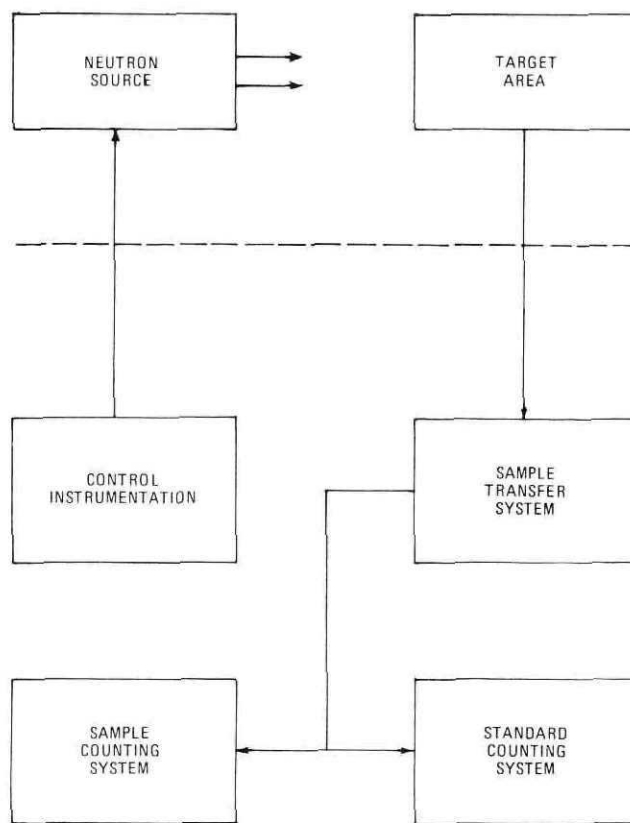 NEUTRON
SOURCE
TARGET
AREA
CONTROL
INSTRUMENTATION
SAMPLE
TRANSFER
SYSTEM
SAMPLE
COUNTING
SYSTEM
STANDARD
COUNTING
SYSTEM